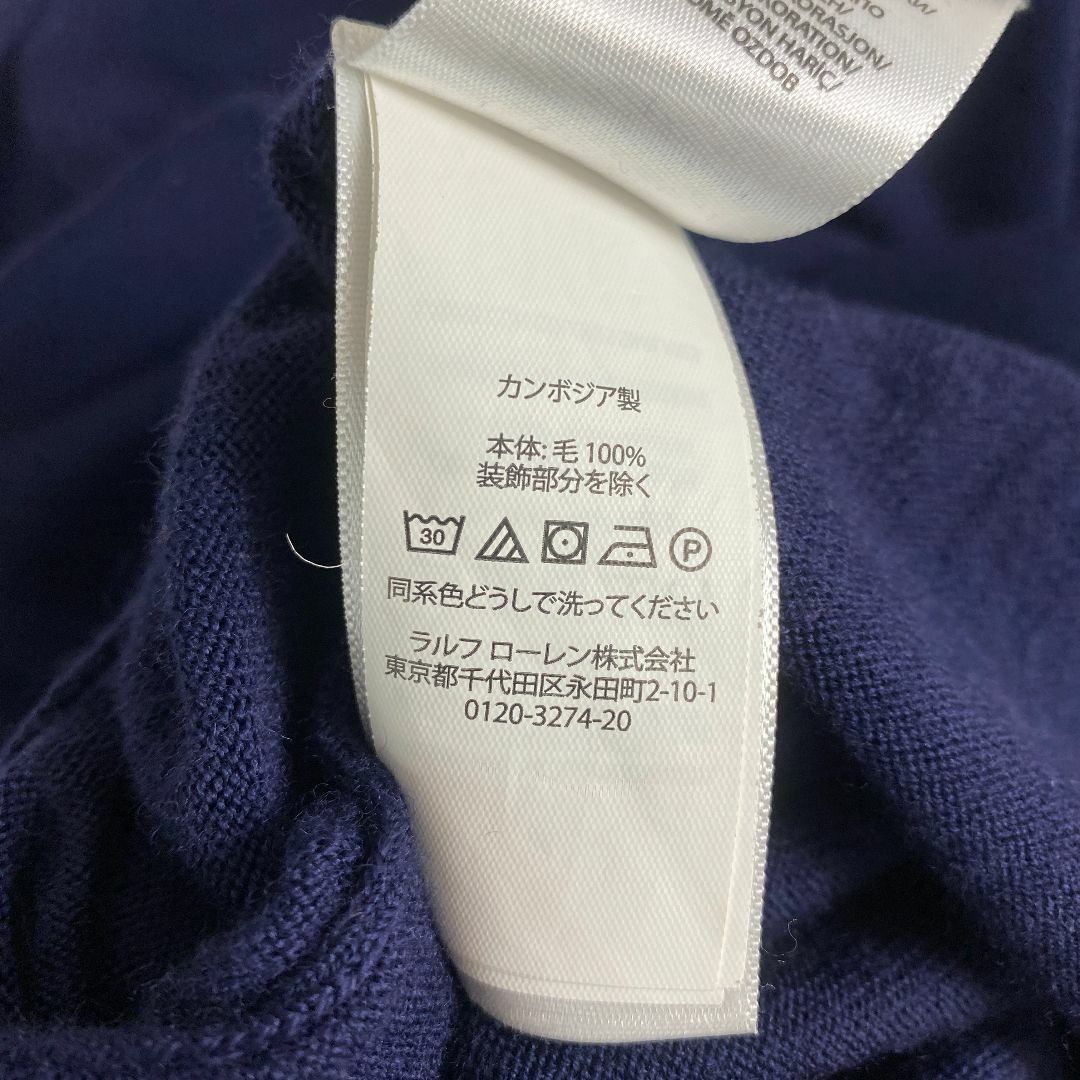 ORASJON/
KORATION/
SYON HARIC/
OME OZDOB
カンボジア製
本体: 毛 100%
装飾部分を除く
30
P
同系色どうしで洗ってください
ラルフ ローレン株式会社
東京都千代田区永田町2-10-1
0120-3274-20